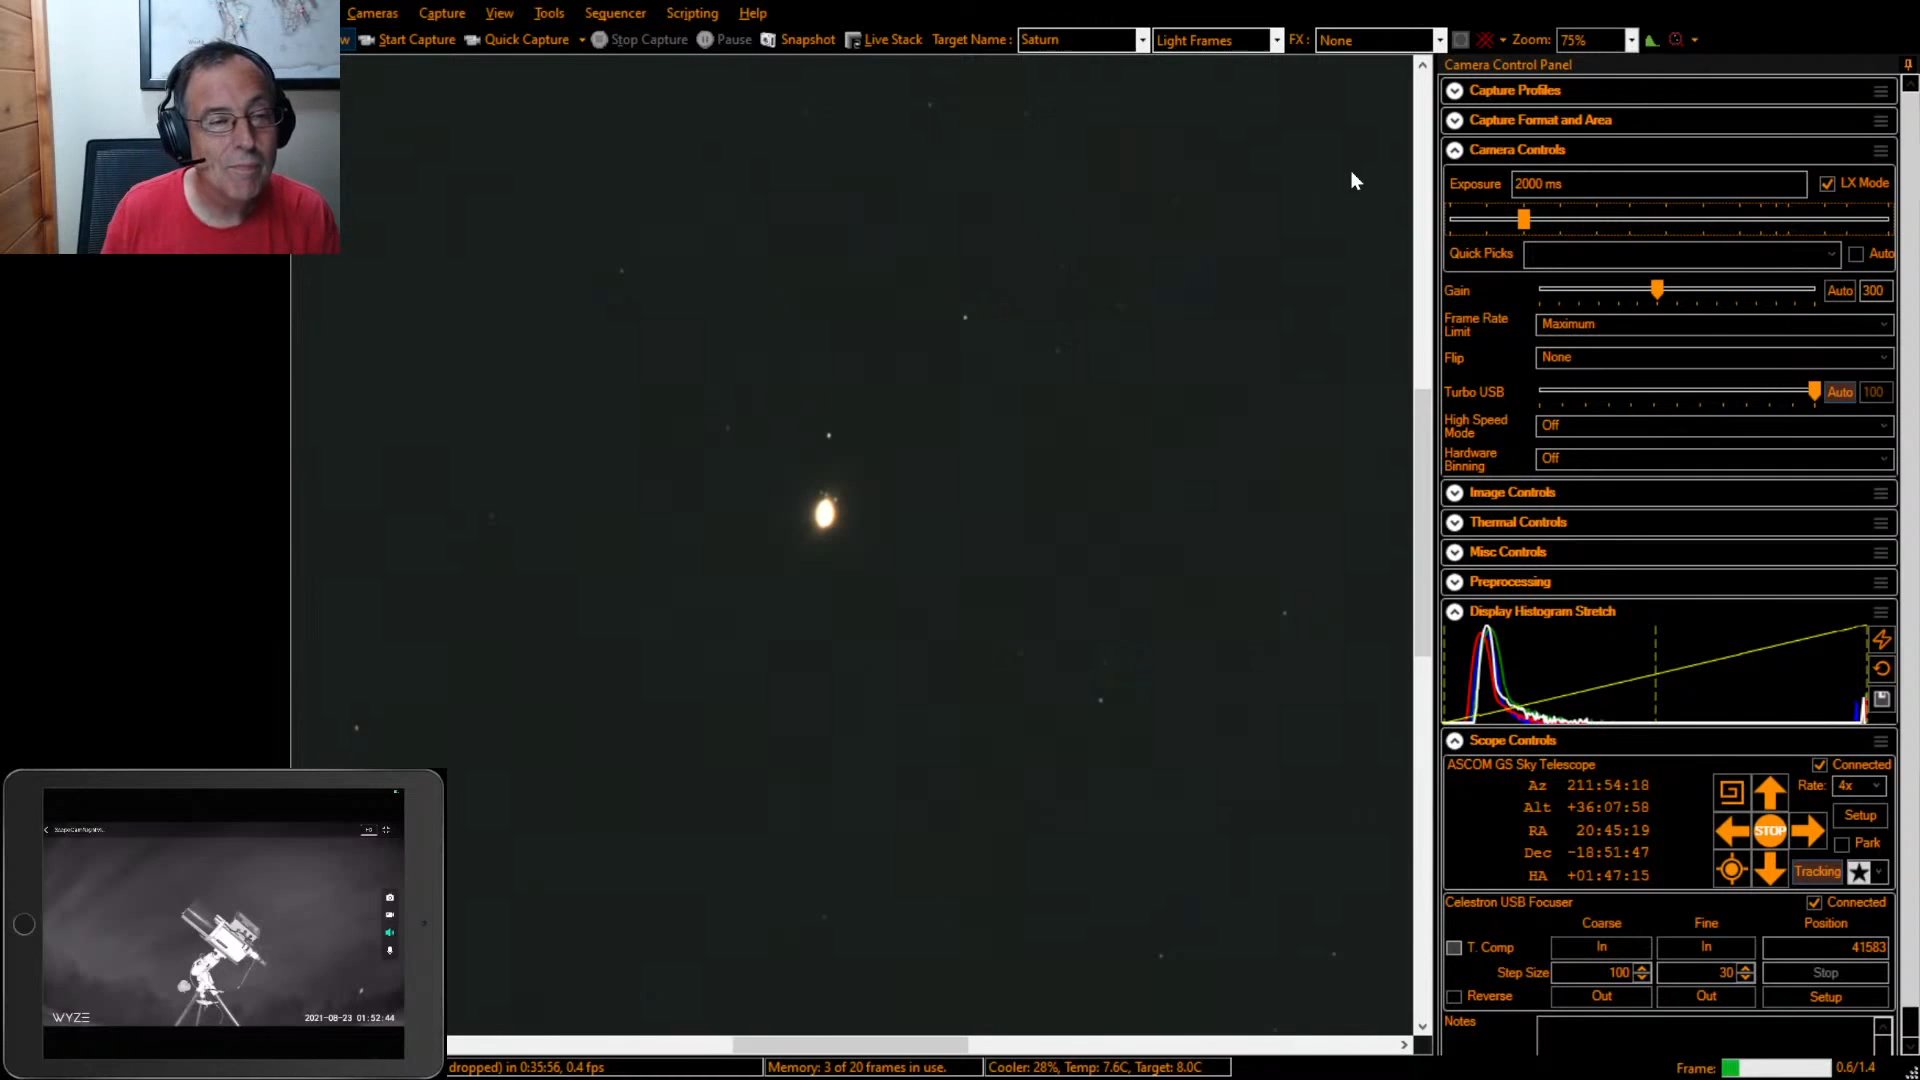 Cameras Capture View Tools Sequencer Scripting Help
w Start Capture Quick Capture Stop Capture Pause Snapshot Live Stack Target Name : Saturn Light Frames FX : None Zoom: 75%
Camera Control Panel
Capture Profiles
Capture Format and Area
Camera Controls
Exposure 2000 ms LX Mode
Quick Picks Auto
Gain Auto 300
Frame Rate Limit Maximum
Flip None
Turbo USB Auto 100
High Speed Mode Off
Hardware Binning Off
Image Controls
Thermal Controls
Misc Controls
Preprocessing
Display Histogram Stretch
Scope Controls
ASCOM GS Sky Telescope Connected
Az 211:54:18 Rate: 4x
Alt +36:07:58 Setup
RA 20:45:19 STOP
Dec -18:51:47 Park
HA +01:47:15 Tracking
Celestron USB Focuser Connected
Coarse Fine Position
T. Comp In In 41583
Step Size 100 30 Stop
Reverse Out Out Setup
Notes
WYZE 2021-08-23 01:52:44
dropped) in 0:35:56, 0.4 fps Memory: 3 of 20 frames in use. Cooler: 28%, Temp: 7.6C, Target: 8.0C Frame: 0.6/1.4